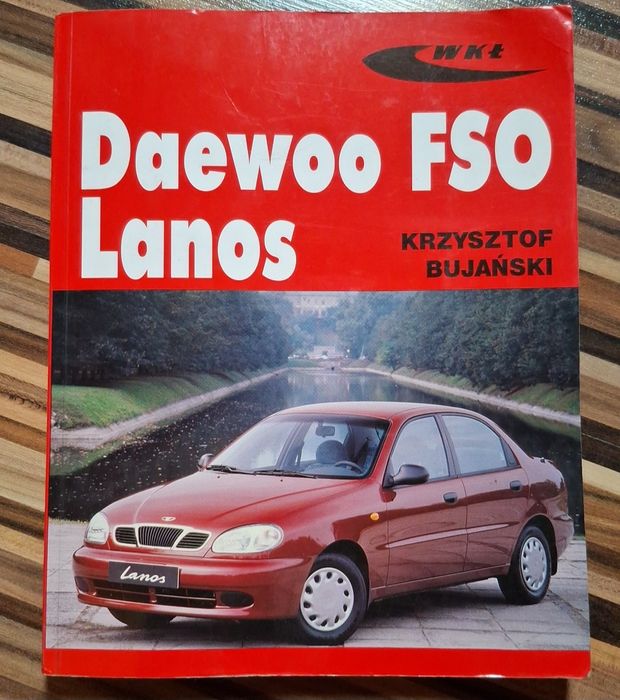 WKŁ
Daewoo FSO
Lanos
KRZYSZTOF
BUJAŃSKI
Lanos